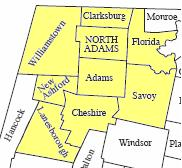 Clarksburg
Monroe
Williamstown
NORTH
ADAMS
Florida
New
Ashford
Adams
Savoy
Hancock
Lanesborough
Cheshire
Windsor